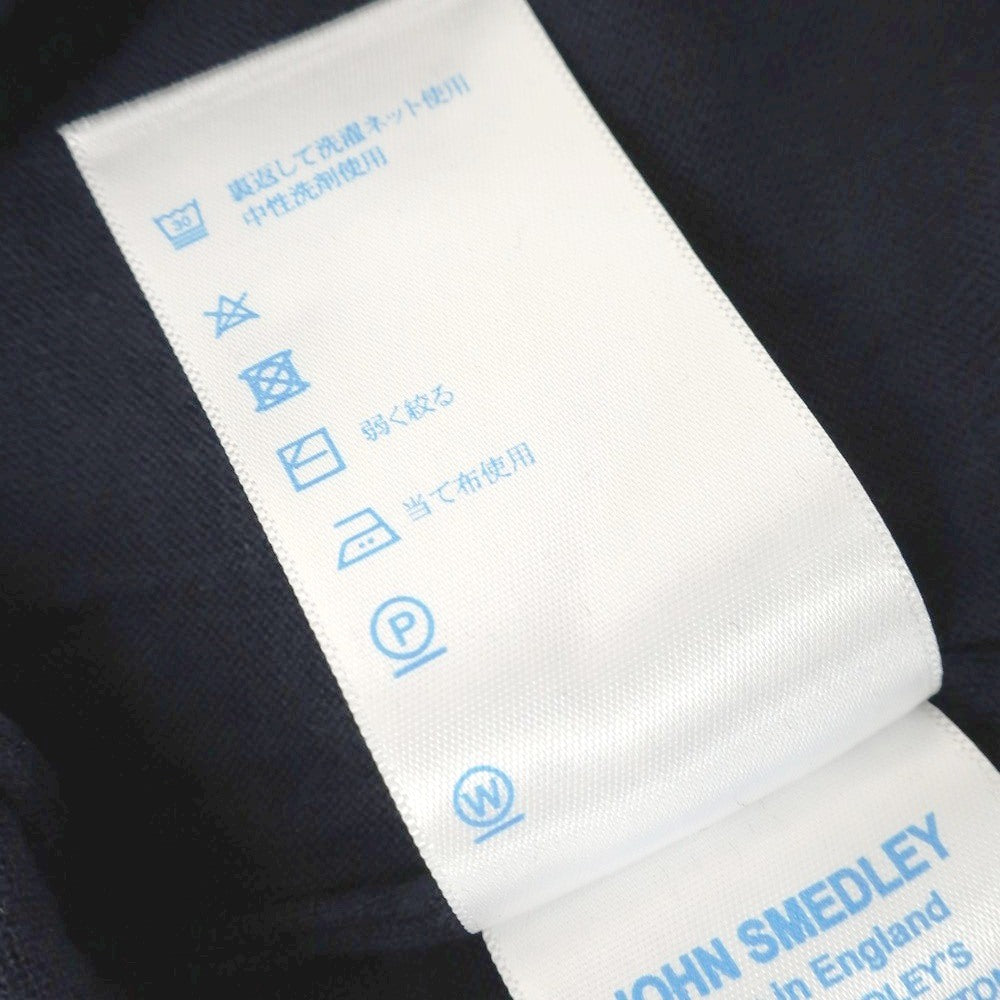 裏返して洗濯ネット使用
中性洗剤使用
30
弱く絞る
当て布使用
P
W
JOHN SMEDLEY
in England